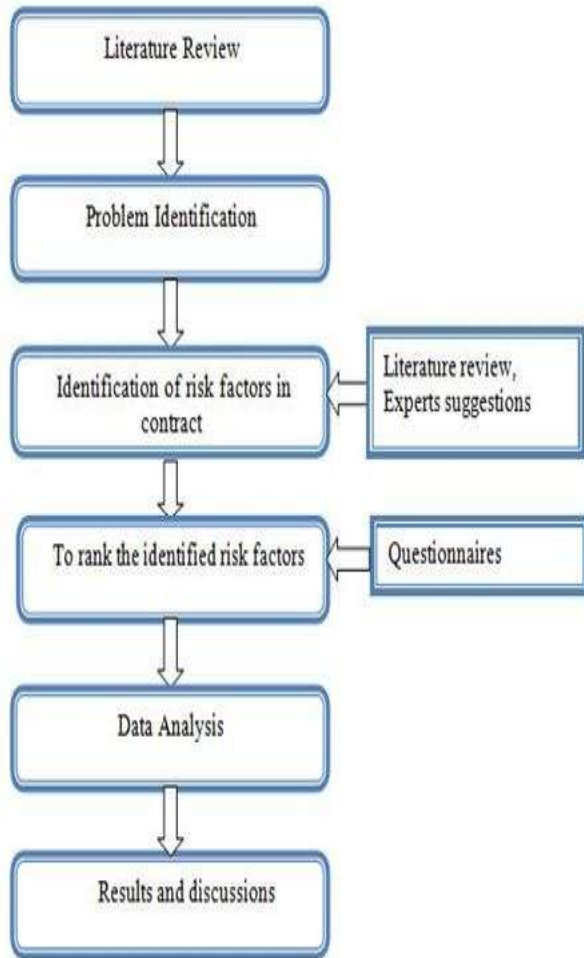 Literature Review
Problem Identification
Identification of risk factors in
contract
Literature review,
Experts suggestions
To rank the identified risk factors
Questionnaires
Data Analysis
Results and discussions